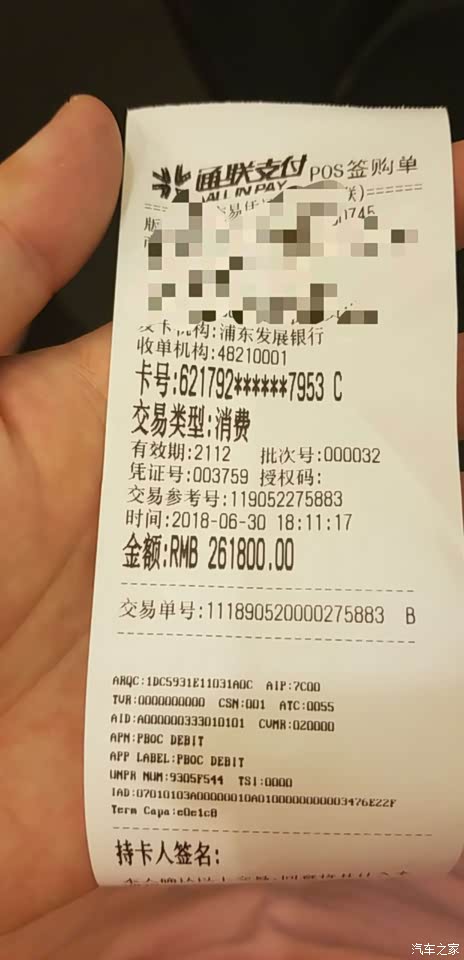 通联支付 POS签购单
ALL IN PAY
发卡机构:浦东发展银行
收单机构:48210001
卡号:621792******7953 C
交易类型:消费
有效期:2112 批次号:000032
凭证号:003759 授权码:
交易参考号:119052275883
时间:2018-06-30 18:11:17
金额:RMB 261800.00
交易单号:111890520000275883 B
ARQC:1DC5931E11031A0C AIP:7C00
TVR:0000000000 CSN:001 ATC:0055
AID:A000000333010101 CVMR:020000
APN:PBOC DEBIT
APP LABEL:PBOC DEBIT
UNPR NUM:9305F544 TSI:0000
IAD:07010103A00000010A01000000000003476E22F
Term Capa:e0e1c8
持卡人签名:
汽车之家